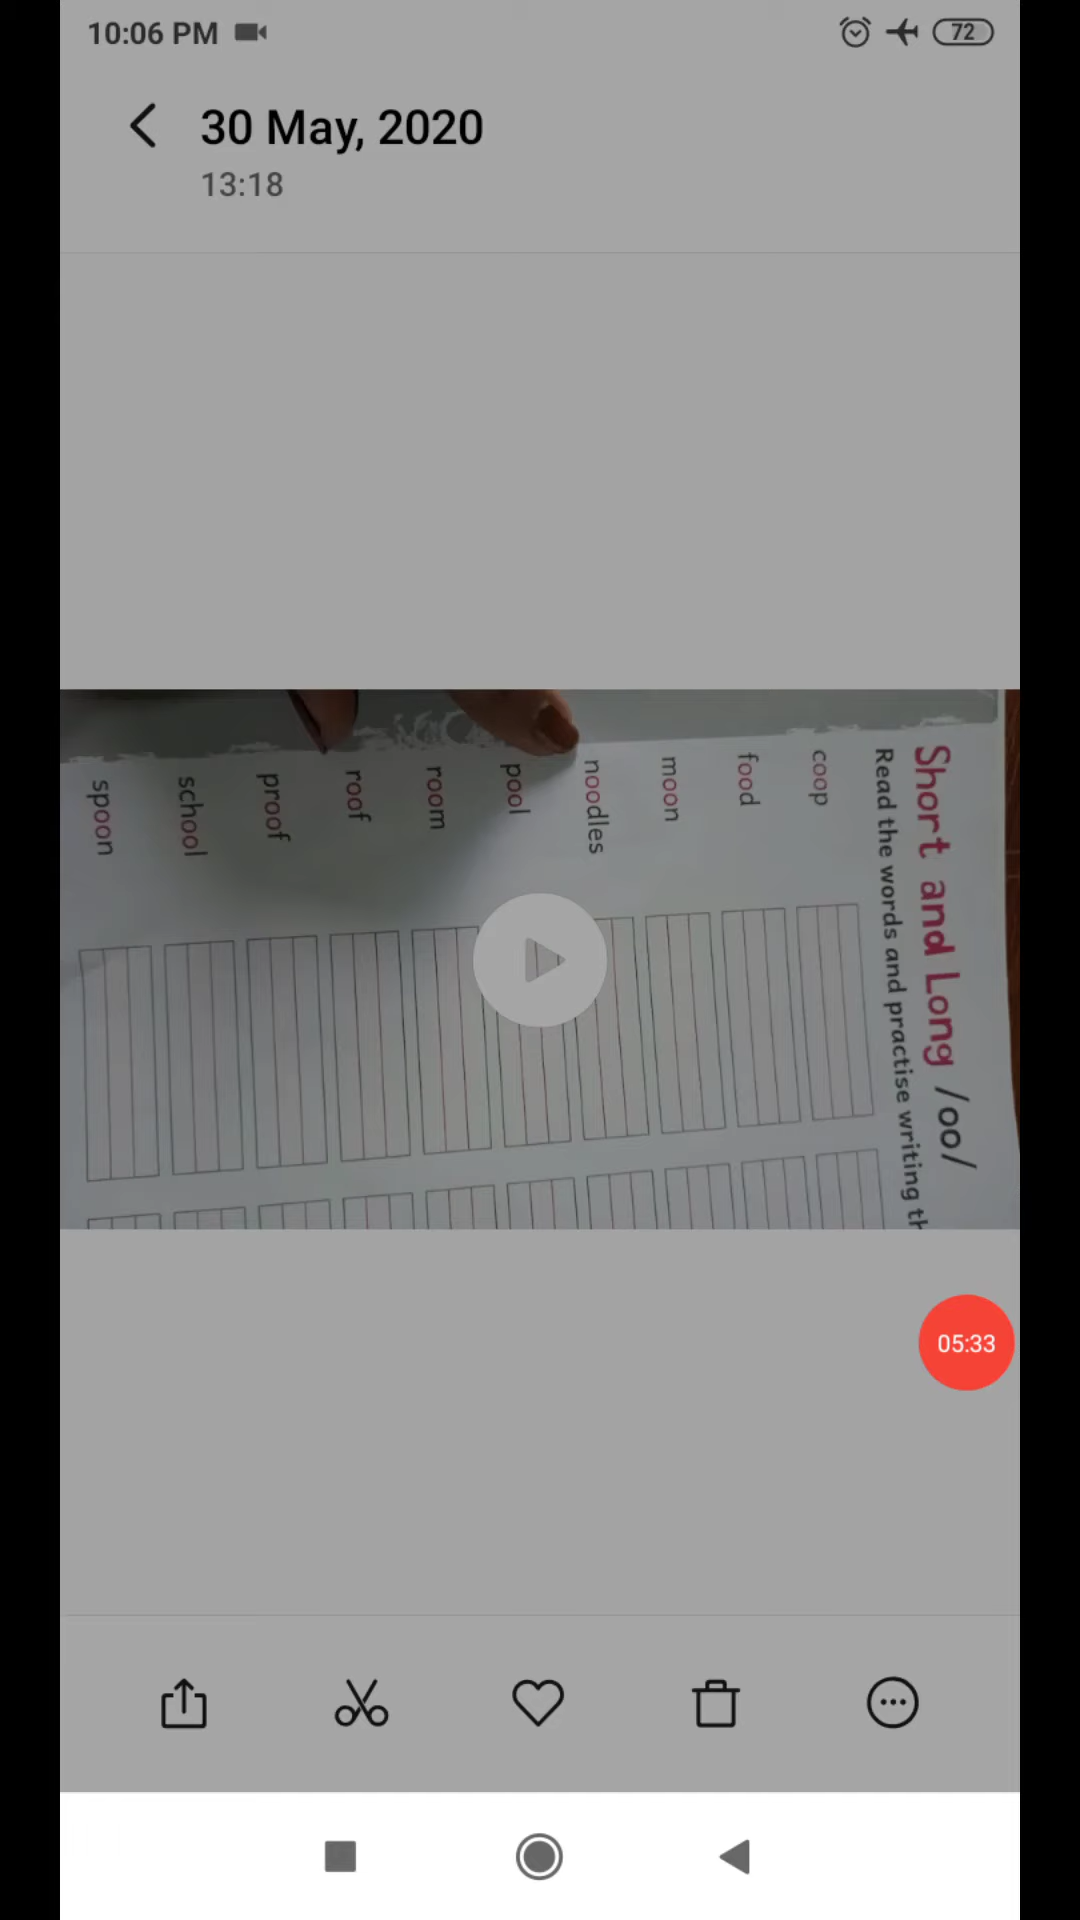 10:06 PM
72
30 May, 2020
13:18
Short and Long /oo/
Read the words and practise writing
coop
food
moon
noodles
pool
room
roof
proof
school
spoon
05:33